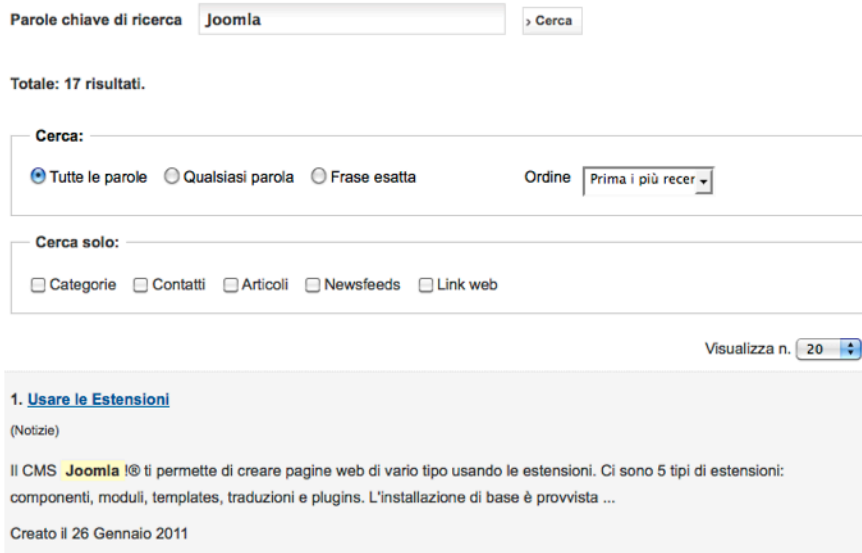 Parole chiave di ricerca Joomla › Cerca
Totale: 17 risultati.
Cerca:
Tutte le parole Qualsiasi parola Frase esatta Ordine Prima i più recer
Cerca solo:
Categorie Contatti Articoli Newsfeeds Link web
Visualizza n. 20
1. Usare le Estensioni
(Notizie)
Il CMS Joomla !® ti permette di creare pagine web di vario tipo usando le estensioni. Ci sono 5 tipi di estensioni:
componenti, moduli, templates, traduzioni e plugins. L'installazione di base è provvista ...
Creato il 26 Gennaio 2011